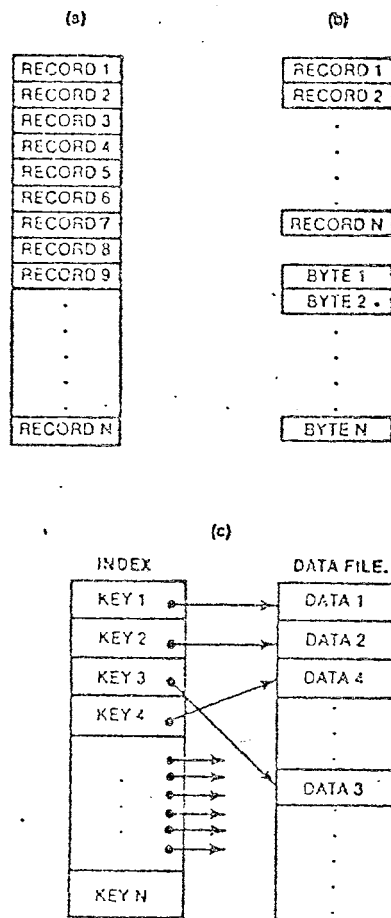 (a)
RECORD 1
RECORD 2
RECORD 3
RECORD 4
RECORD 5
RECORD 6
RECORD 7
RECORD 8
RECORD 9
RECORD N
(b)
RECORD 1
RECORD 2
RECORD N
BYTE 1
BYTE 2
BYTE N
(c)
INDEX
KEY 1
KEY 2
KEY 3
KEY 4
KEY N
DATA FILE.
DATA 1
DATA 2
DATA 4
DATA 3